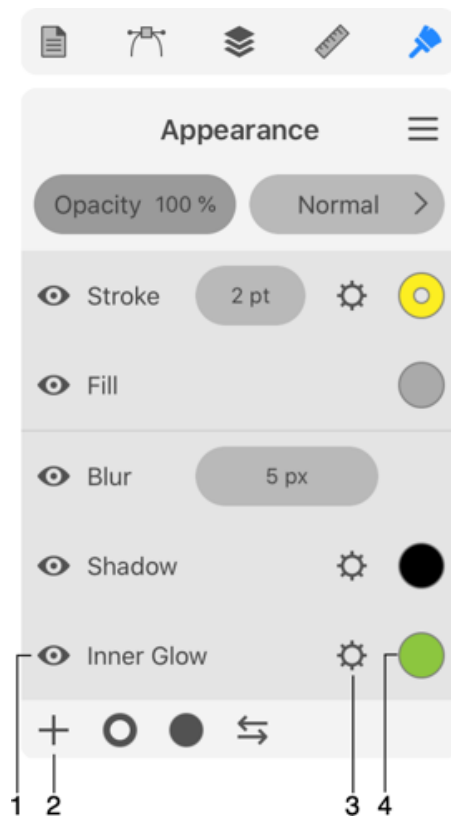 Appearance
Opacity 100 % Normal
Stroke 2 pt
Fill
Blur 5 px
Shadow
Inner Glow
1 2 3 4